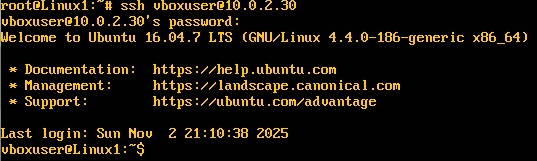 root@Linux1:~# ssh vboxuser@10.0.2.30
vboxuser@10.0.2.30's password:
Welcome to Ubuntu 16.04.7 LTS (GNU/Linux 4.4.0-186-generic x86_64)
* Documentation: https://help.ubuntu.com
* Management: https://landscape.canonical.com
* Support: https://ubuntu.com/advantage
Last login: Sun Nov 2 21:10:38 2025
vboxuser@Linux1:~$